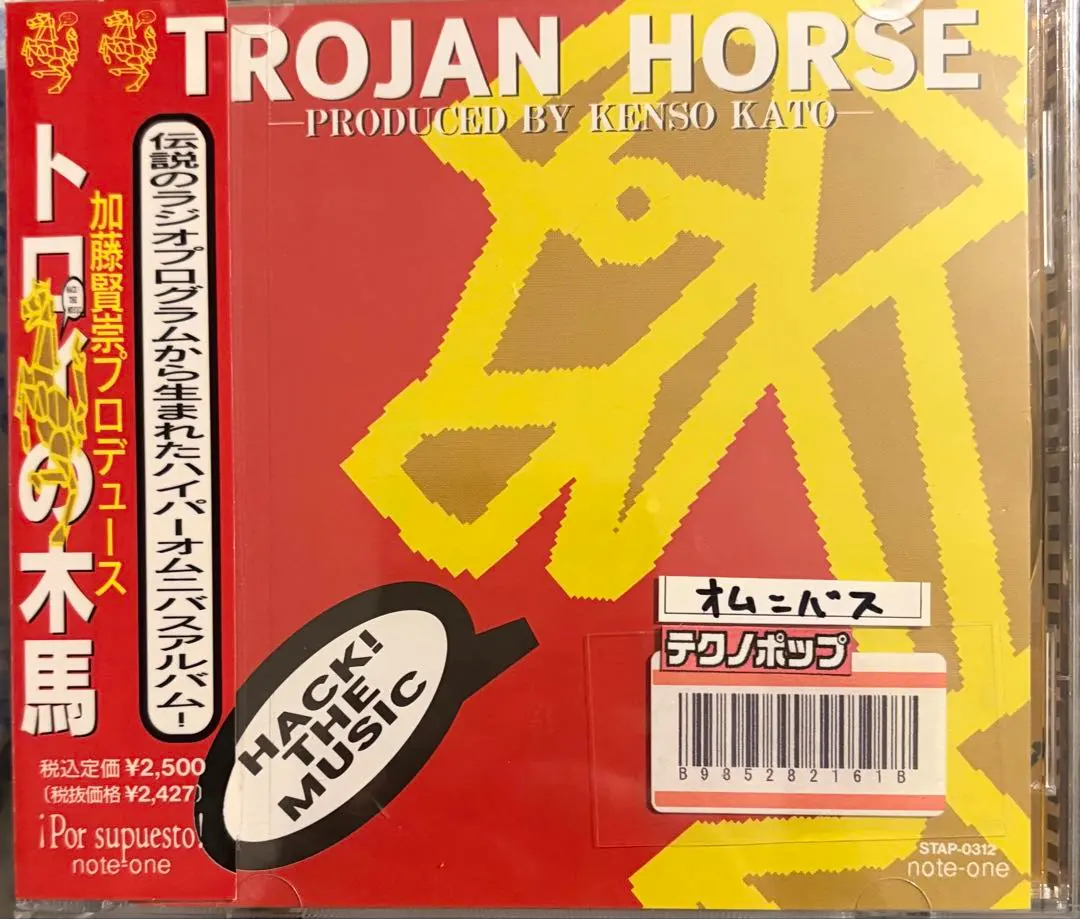 TROJAN HORSE
PRODUCED BY KENSO KATO
トロイの木馬
加藤賢崇プロデュース
伝説のラジオプログラムから生まれたハイパーオムニバスアルバム!
HACK!
THE
MUSIC
オムニバス
テクノポップ
B985282161B
税込定価¥2,500
(税抜価格¥2,427)
¡Por supuesto!
note-one
STAP-0312
note-one